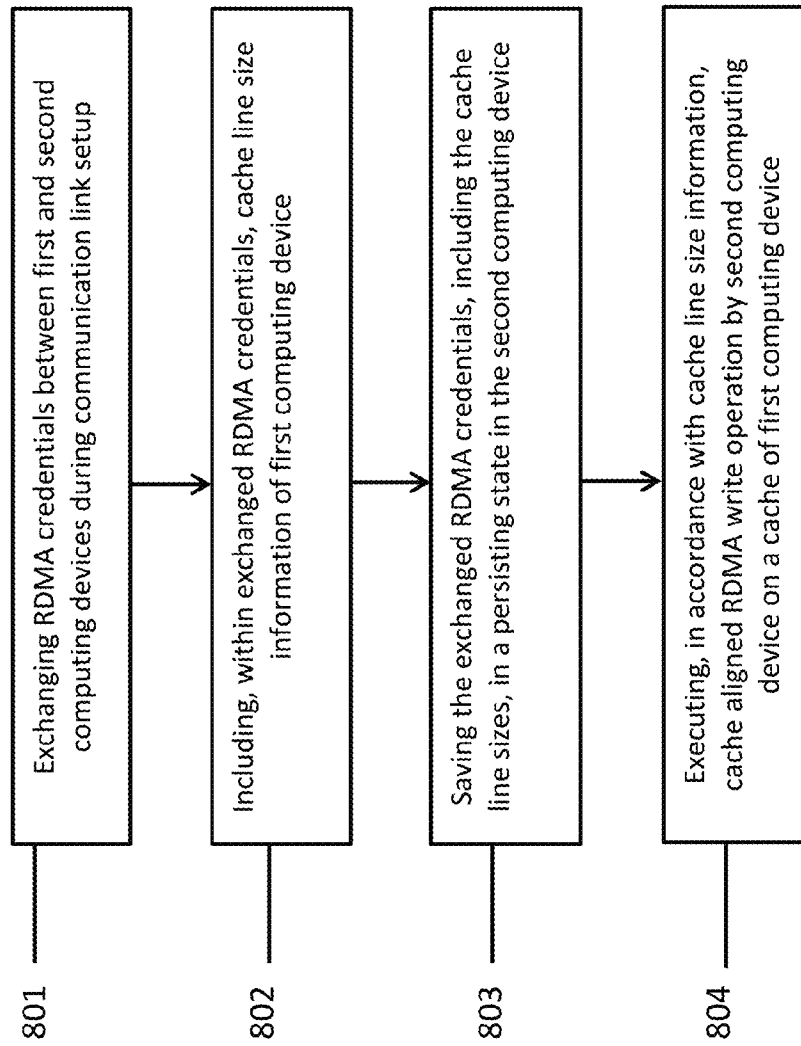 801
Exchanging RDMA credentials between first and second
computing devices during communication link setup
802
Including, within exchanged RDMA credentials, cache line size
information of first computing device
803
Saving the exchanged RDMA credentials, including the cache
line sizes, in a persisting state in the second computing device
804
Executing, in accordance with cache line size information,
cache aligned RDMA write operation by second computing
device on a cache of first computing device